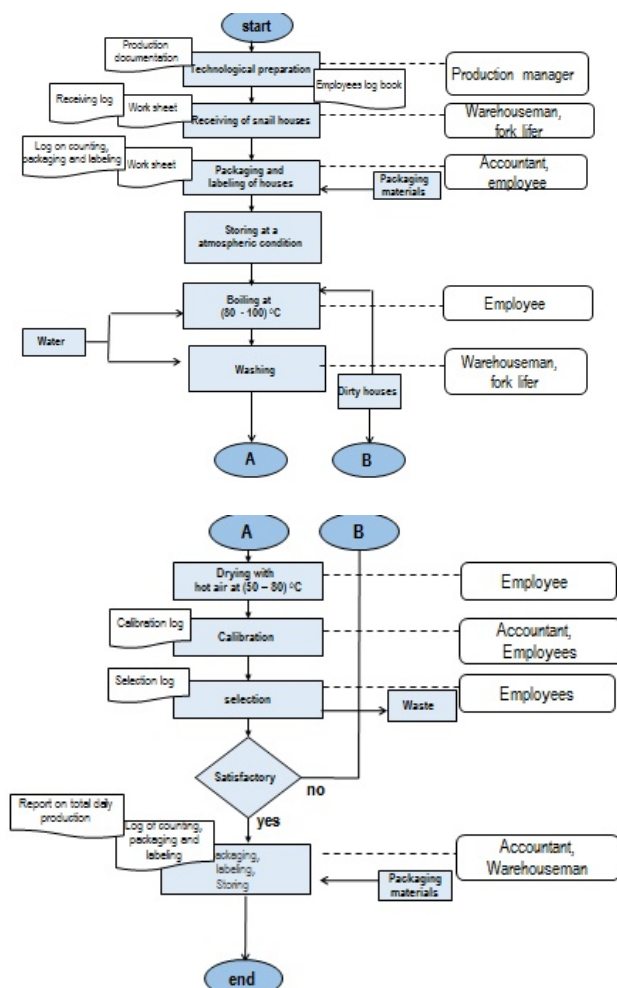 start
Production
documentation
Technological preparation
Employees log book
Production manager
Receiving log
Work sheet
Receiving of snail houses
Warehouseman,
fork lifer
Log on counting,
packaging and labeling
Work sheet
Packaging and
labeling of houses
Packaging
materials
Accountant,
employee
Storing at a
atmospheric condition
Boiling at
(80 - 100) ºC
Employee
Water
Washing
Warehouseman,
fork lifer
Dirty houses
A
B
A
B
Drying with
hot air at (50 – 80) ºC
Employee
Calibration log
Calibration
Accountant,
Employees
Selection log
selection
Employees
Waste
Satisfactory
no
yes
Report on total daily
production
Log of counting,
packaging and
labeling
ackaging,
labeling,
Storing
Packaging
materials
Accountant,
Warehouseman
end